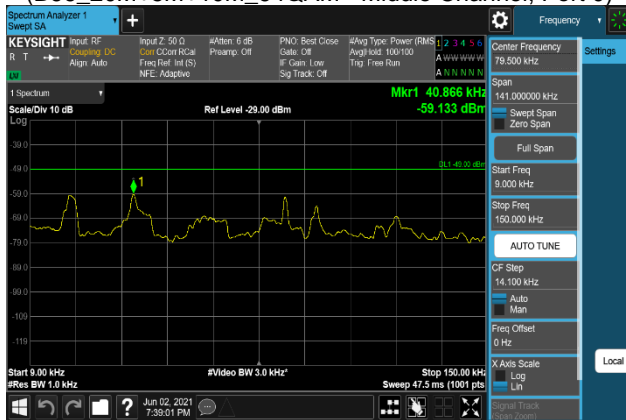 Spectrum Analyzer 1
Swept SA
Frequency
KEYSIGHT
R T
LXI
Input: RF
Coupling: DC
Align: Auto
Input Z: 50 Ω
Corr CCorr RCal
Freq Ref: Int (S)
NFE: Adaptive
#Atten: 6 dB
Preamp: Off
PNO: Best Close
Gate: Off
IF Gain: Low
Sig Track: Off
#Avg Type: Power (RMS
Avg|Hold: 100/100
Trig: Free Run
1 2 3 4 5 6
A W W W W W
A N N N N N
1 Spectrum
Scale/Div 10 dB
Log
Ref Level -29.00 dBm
Mkr1 40.866 kHz
-59.133 dBm
-39.0
-49.0
-59.0
-69.0
-79.0
-89.0
-99.0
-109
-119
DL1 -49.00 dBm
1
Start 9.00 kHz
#Res BW 1.0 kHz
#Video BW 3.0 kHz*
Stop 150.00 kHz
Sweep 47.5 ms (1001 pts
Jun 02, 2021
7:39:01 PM
Center Frequency
79.500 kHz
Settings
Span
141.000000 kHz
Swept Span
Zero Span
Full Span
Start Freq
9.000 kHz
Stop Freq
150.000 kHz
AUTO TUNE
CF Step
14.100 kHz
Auto
Man
Freq Offset
0 Hz
X Axis Scale
Log
Lin
Local
Signal Track
(Span Zoom)